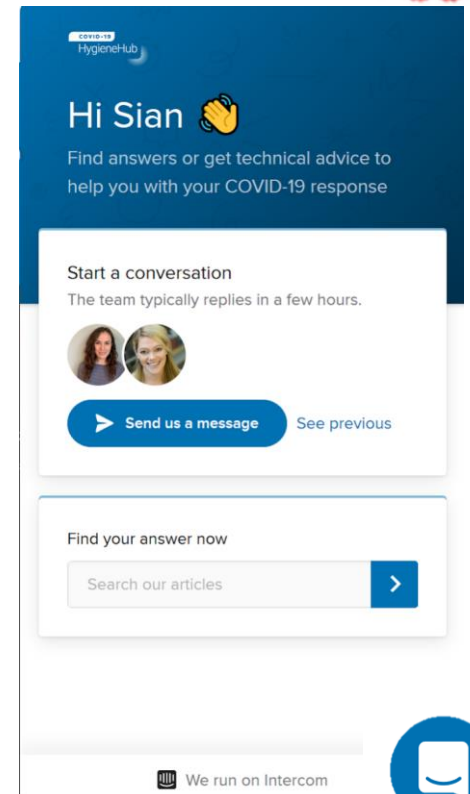 COVID-19
HygieneHub
Hi Sian 👋
Find answers or get technical advice to
help you with your COVID-19 response
Start a conversation
The team typically replies in a few hours.
Send us a message
See previous
Find your answer now
Search our articles
We run on Intercom